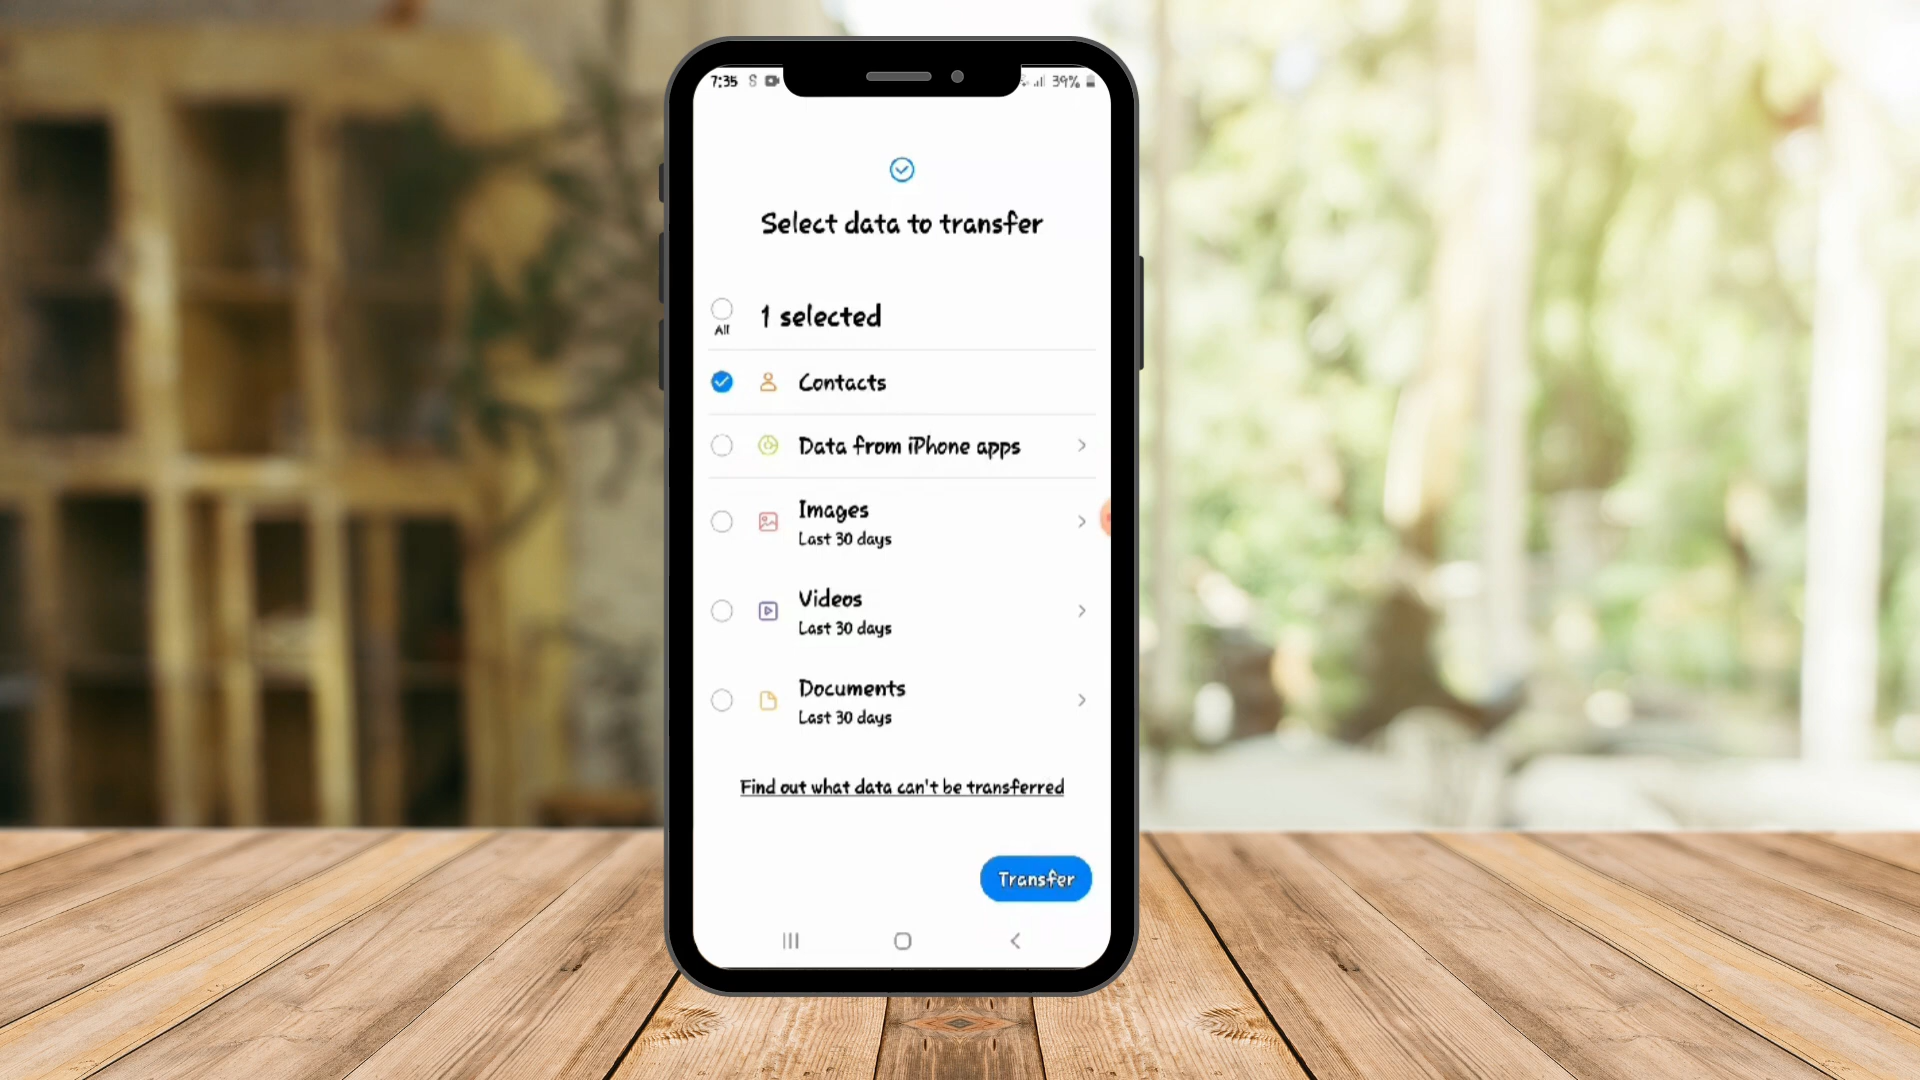 7:35 S 39%
Select data to transfer
All
1 selected
Contacts
Data from iPhone apps
Images
Last 30 days
Videos
Last 30 days
Documents
Last 30 days
Find out what data can't be transferred
Transfer